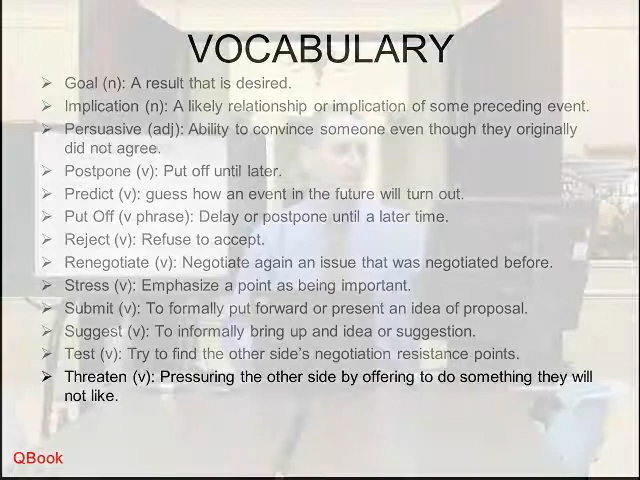 VOCABULARY
➢ Goal (n): A result that is desired.
➢ Implication (n): A likely relationship or implication of some preceding event.
➢ Persuasive (adj): Ability to convince someone even though they originally
did not agree.
➢ Postpone (v): Put off until later.
➢ Predict (v): guess how an event in the future will turn out.
➢ Put Off (v phrase): Delay or postpone until a later time.
➢ Reject (v): Refuse to accept.
➢ Renegotiate (v): Negotiate again an issue that was negotiated before.
➢ Stress (v): Emphasize a point as being important.
➢ Submit (v): To formally put forward or present an idea of proposal.
➢ Suggest (v): To informally bring up and idea or suggestion.
➢ Test (v): Try to find the other side's negotiation resistance points.
➢ Threaten (v): Pressuring the other side by offering to do something they will
not like.
QBook